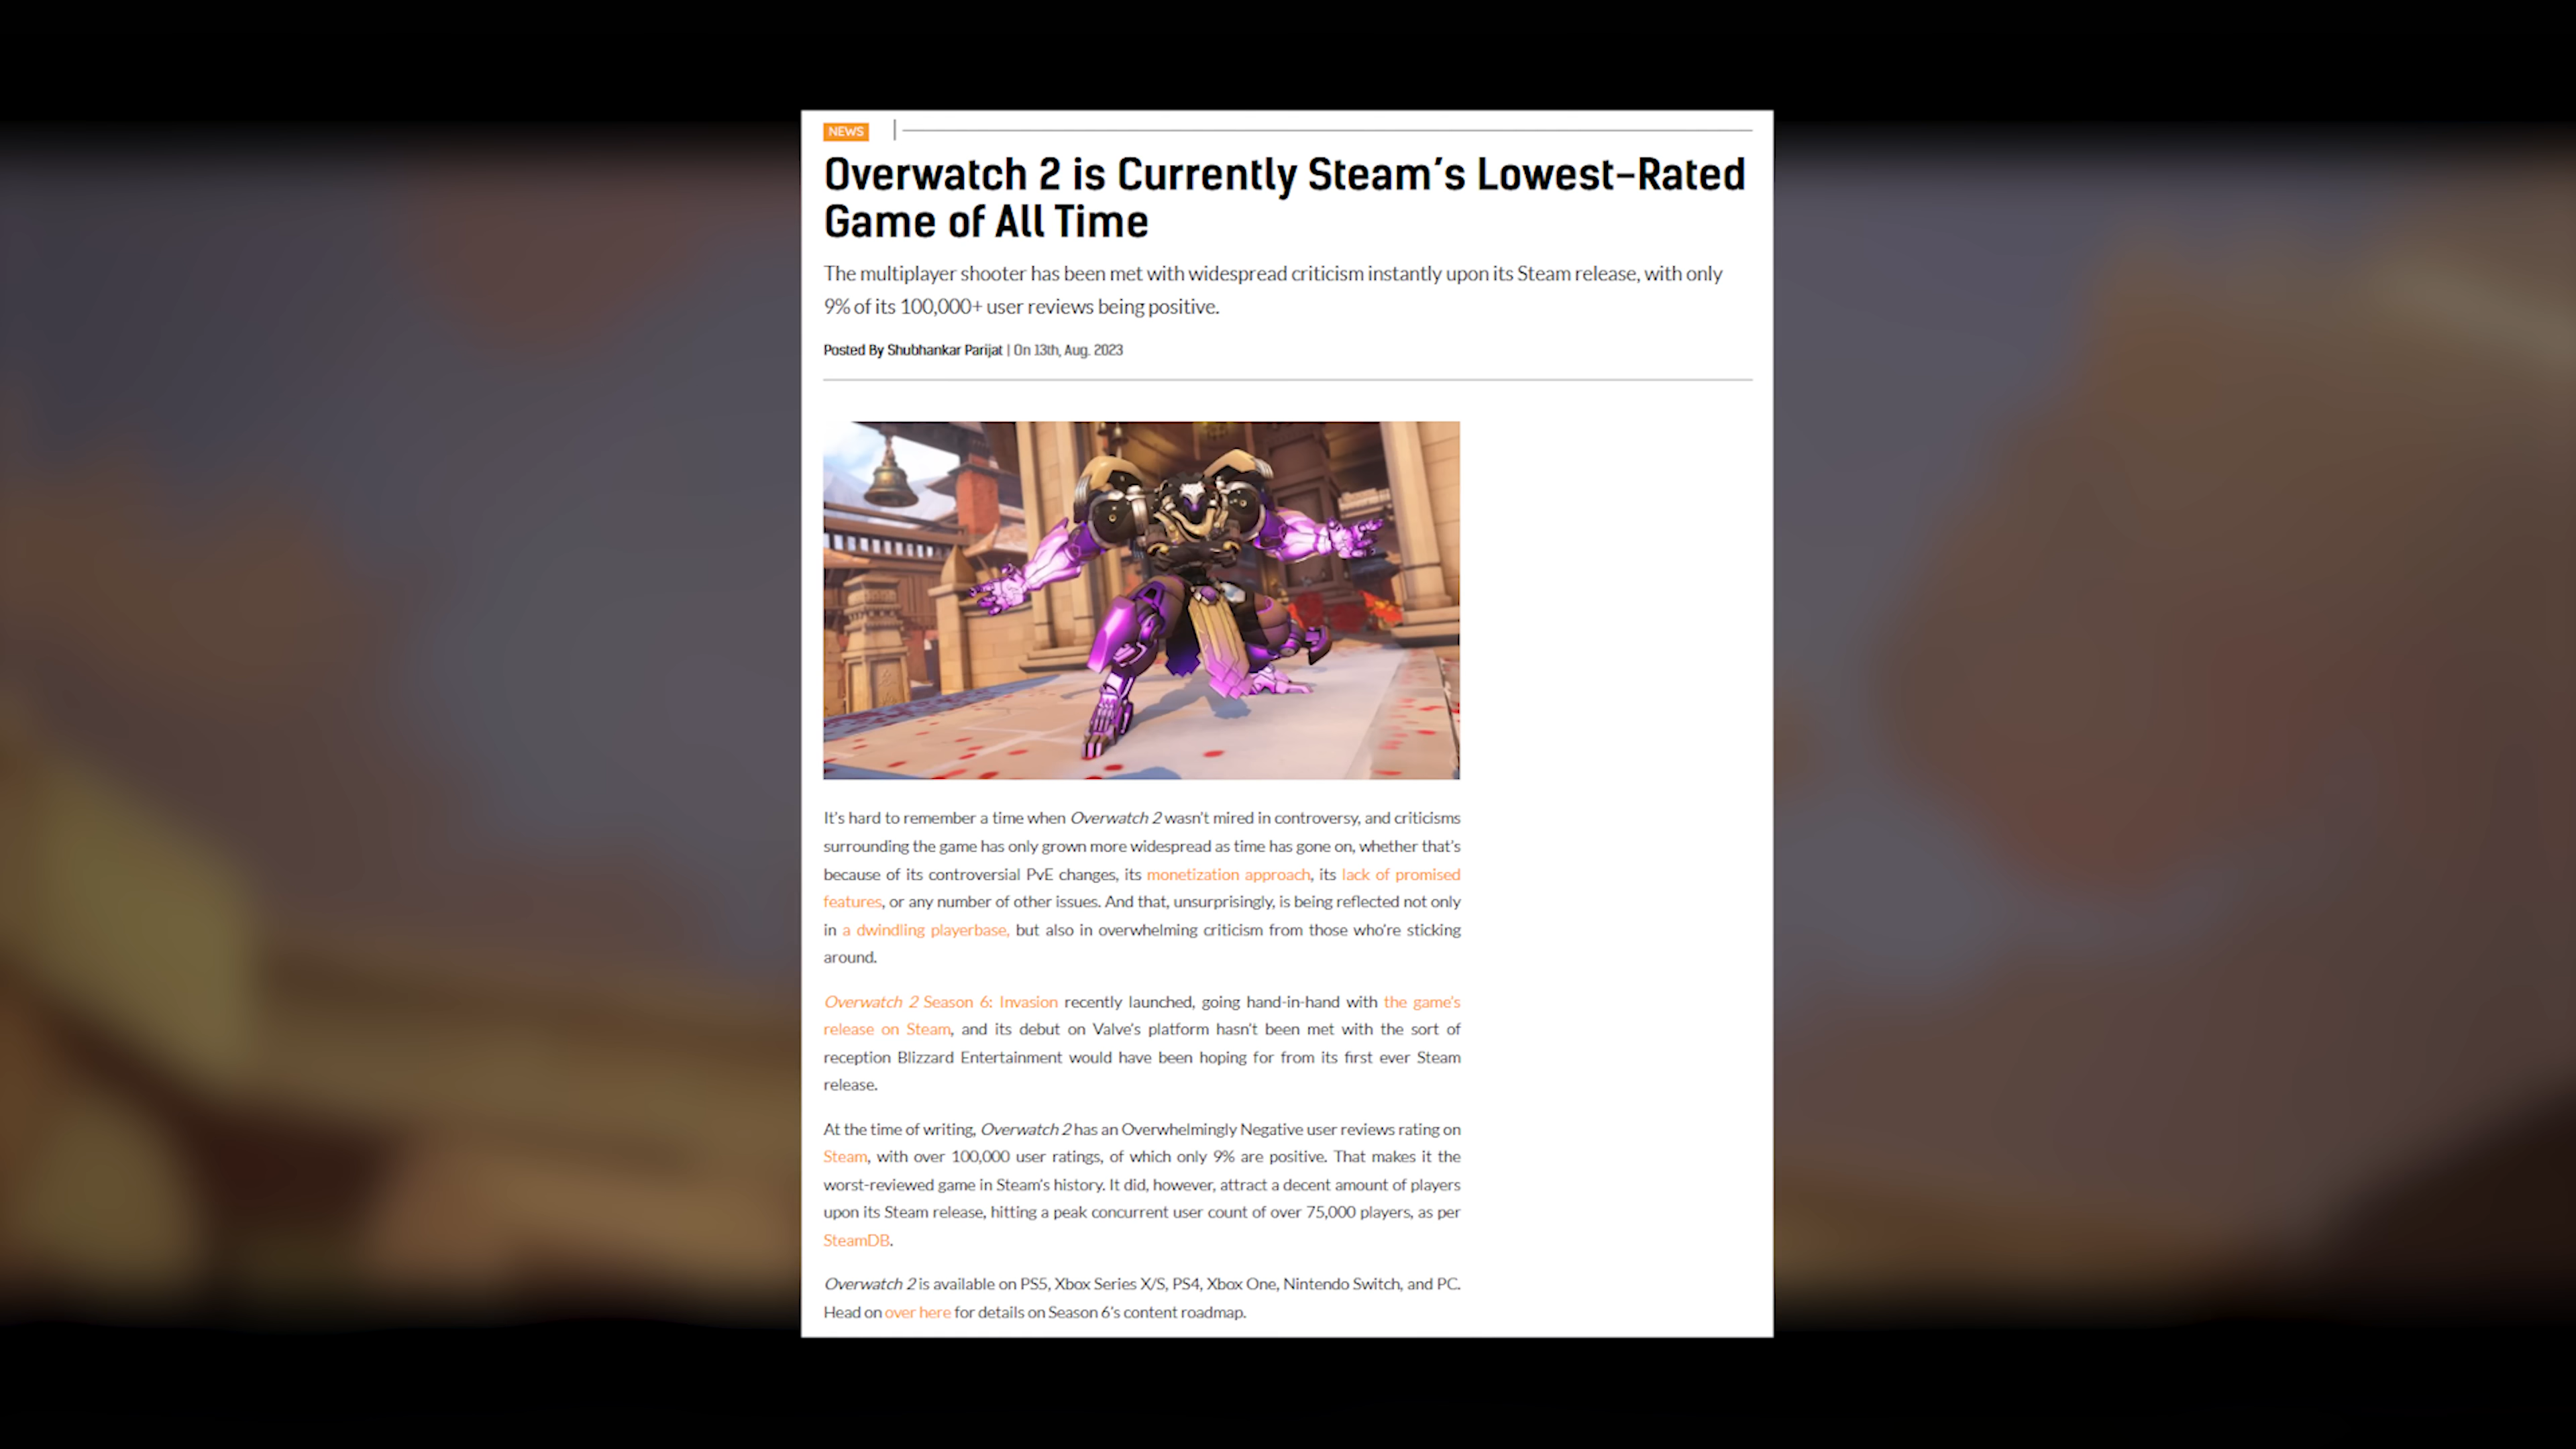 NEWS
Overwatch 2 is Currently Steam's Lowest-Rated
Game of All Time
The multiplayer shooter has been met with widespread criticism instantly upon its Steam release, with only
9% of its 100,000+ user reviews being positive.
Posted By Shubhankar Parijat | On 13th, Aug. 2023
It's hard to remember a time when Overwatch 2 wasn't mired in controversy, and criticisms
surrounding the game has only grown more widespread as time has gone on, whether that's
because of its controversial PvE changes, its monetization approach, its lack of promised
features, or any number of other issues. And that, unsurprisingly, is being reflected not only
in a dwindling playerbase, but also in overwhelming criticism from those who're sticking
around.
Overwatch 2 Season 6: Invasion recently launched, going hand-in-hand with the game's
release on Steam, and its debut on Valve's platform hasn't been met with the sort of
reception Blizzard Entertainment would have been hoping for from its first ever Steam
release.
At the time of writing, Overwatch 2 has an Overwhelmingly Negative user reviews rating on
Steam, with over 100,000 user ratings, of which only 9% are positive. That makes it the
worst-reviewed game in Steam's history. It did, however, attract a decent amount of players
upon its Steam release, hitting a peak concurrent user count of over 75,000 players, as per
SteamDB.
Overwatch 2 is available on PS5, Xbox Series X/S, PS4, Xbox One, Nintendo Switch, and PC.
Head on over here for details on Season 6's content roadmap.